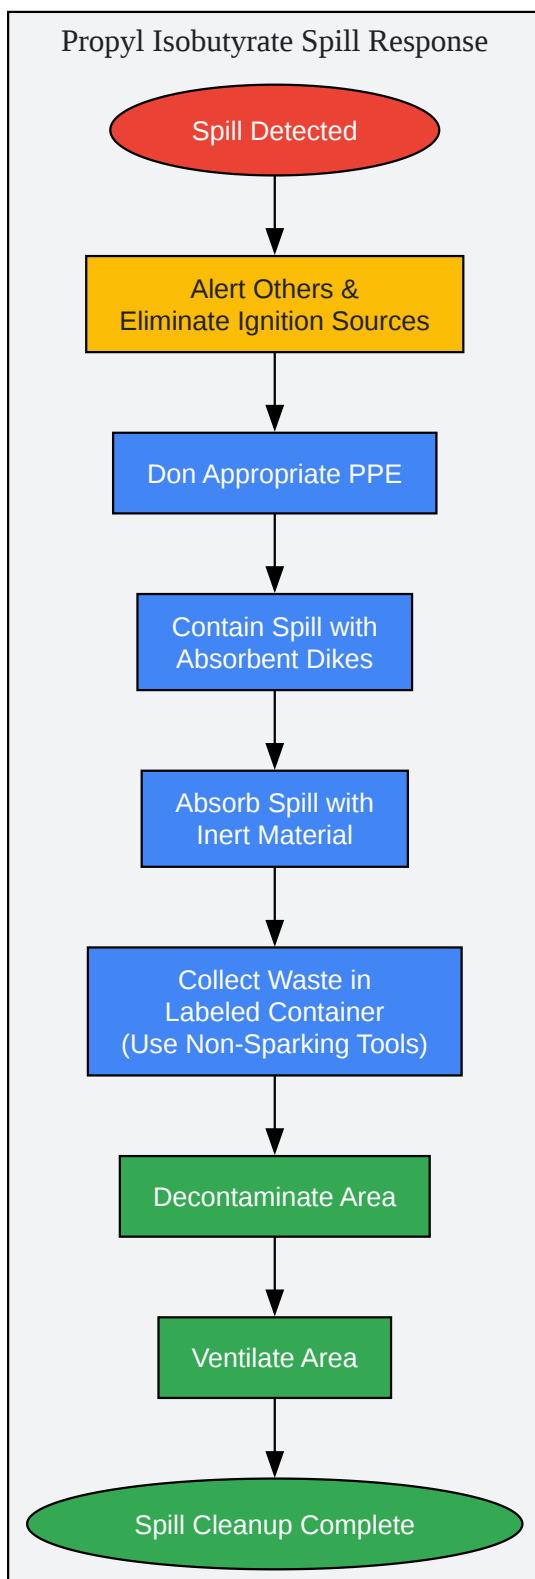 Propyl Isobutyrate Spill Response
Spill Detected
Alert Others &
Eliminate Ignition Sources
Don Appropriate PPE
Contain Spill with
Absorbent Dikes
Absorb Spill with
Inert Material
Collect Waste in
Labeled Container
(Use Non-Sparking Tools)
Decontaminate Area
Ventilate Area
Spill Cleanup Complete